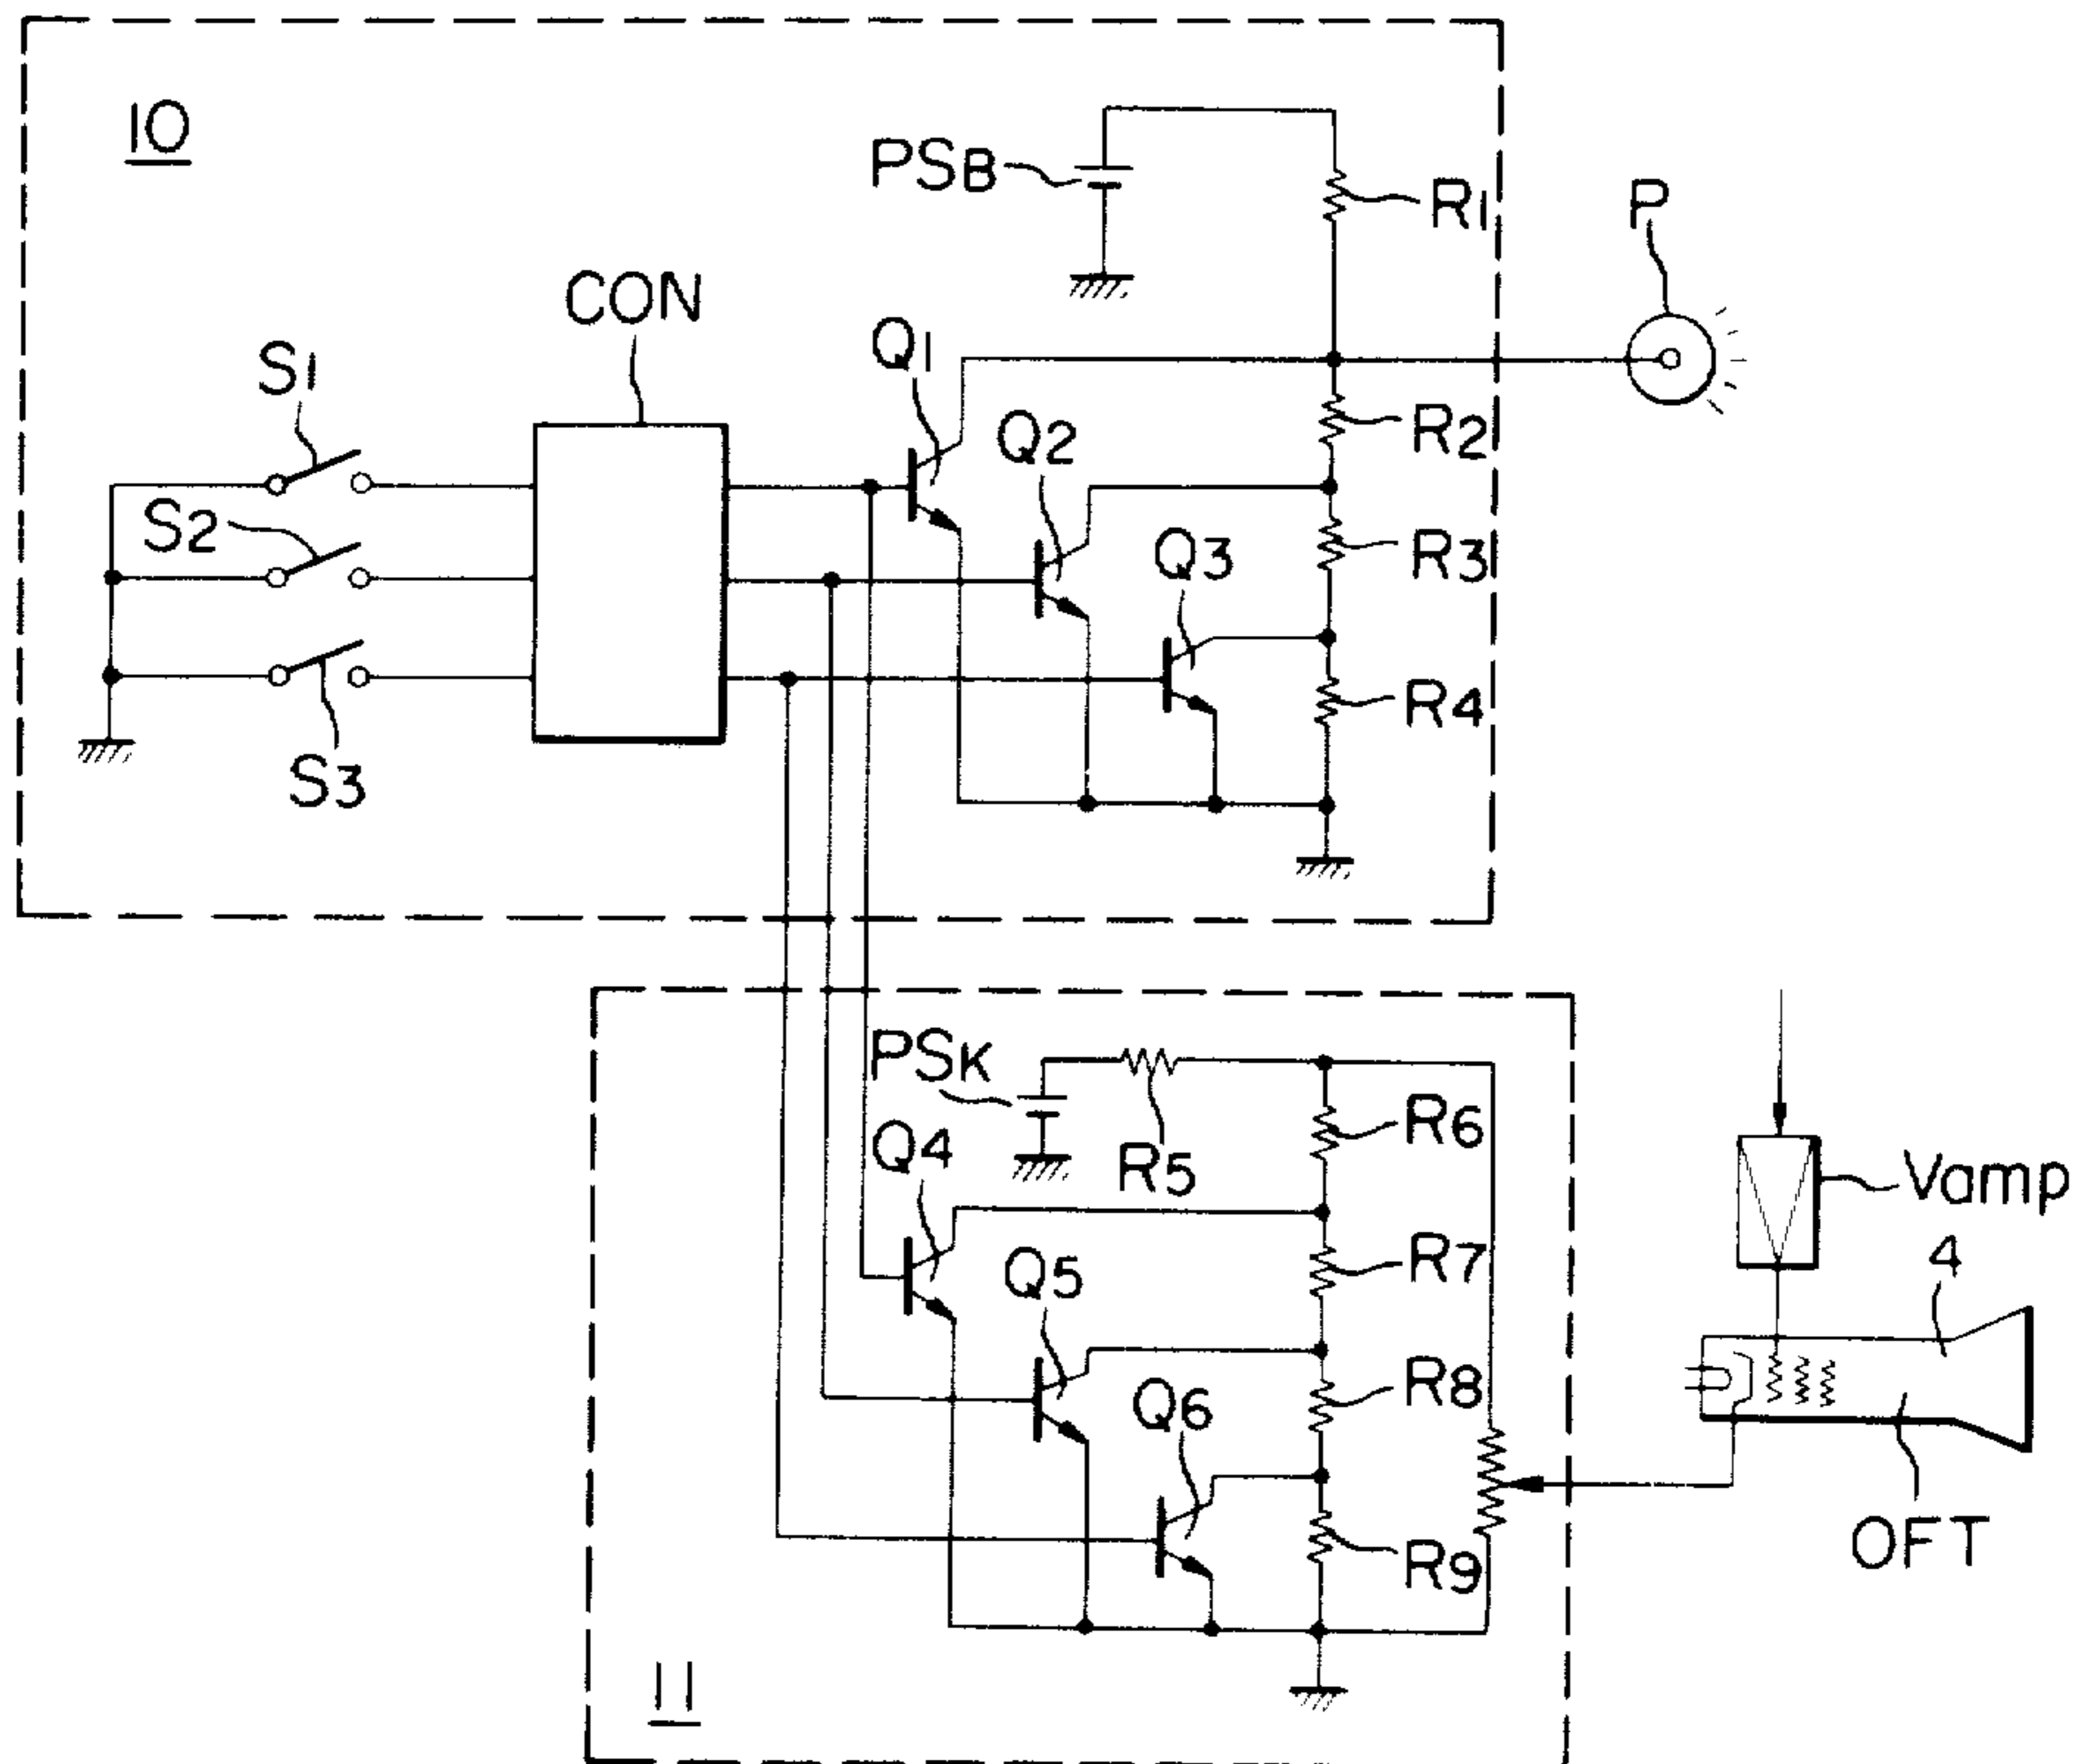 10
PSB
R1
P
CON
Q1
S1
Q2
R2
S2
Q3
R3
R4
S3
PSK
R6
Q4
R5
Vamp
Q5
R7
4
Q6
R8
R9
OFT
11